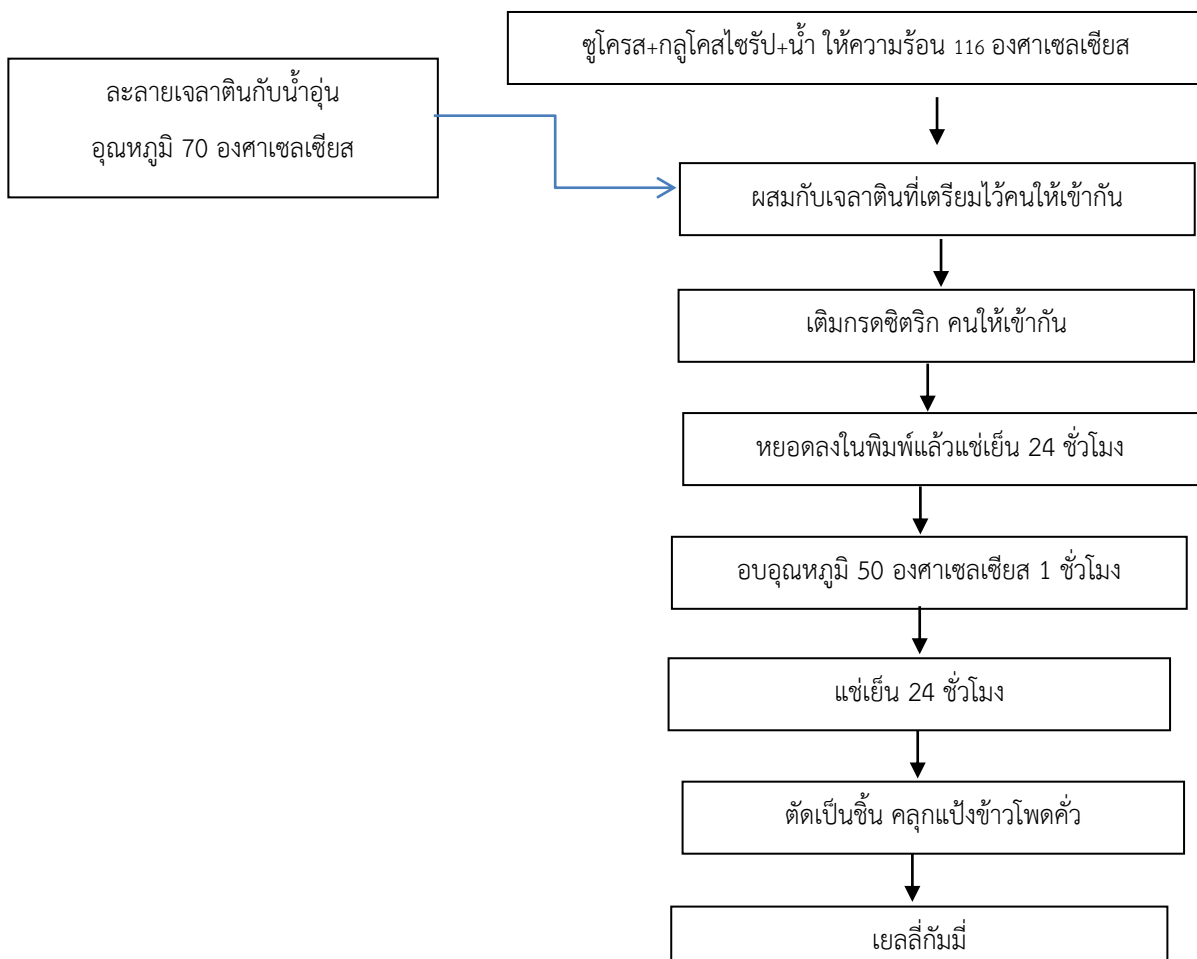 ซูโครส+กลูโคสไซรัป+น้ำ ให้ความร้อน 116 องศาเซลเซียส
ละลายเจลาตินกับน้ำอุ่น
อุณหภูมิ 70 องศาเซลเซียส
ผสมกับเจลาตินที่เตรียมไว้คนให้เข้ากัน
เติมกรดซิตริก คนให้เข้ากัน
หยอดลงในพิมพ์แล้วแช่เย็น 24 ชั่วโมง
อบอุณหภูมิ 50 องศาเซลเซียส 1 ชั่วโมง
แช่เย็น 24 ชั่วโมง
ตัดเป็นชิ้น คลุกแป้งข้าวโพดคั่ว
เยลลี่กัมมี่